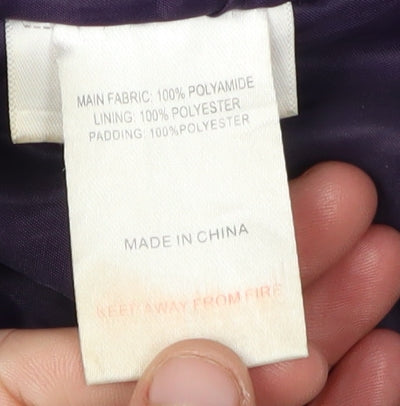 MAIN FABRIC: 100% POLYAMIDE
LINING: 100% POLYESTER
PADDING: 100%POLYESTER
MADE IN CHINA
KEEP AWAY FROM FIRE